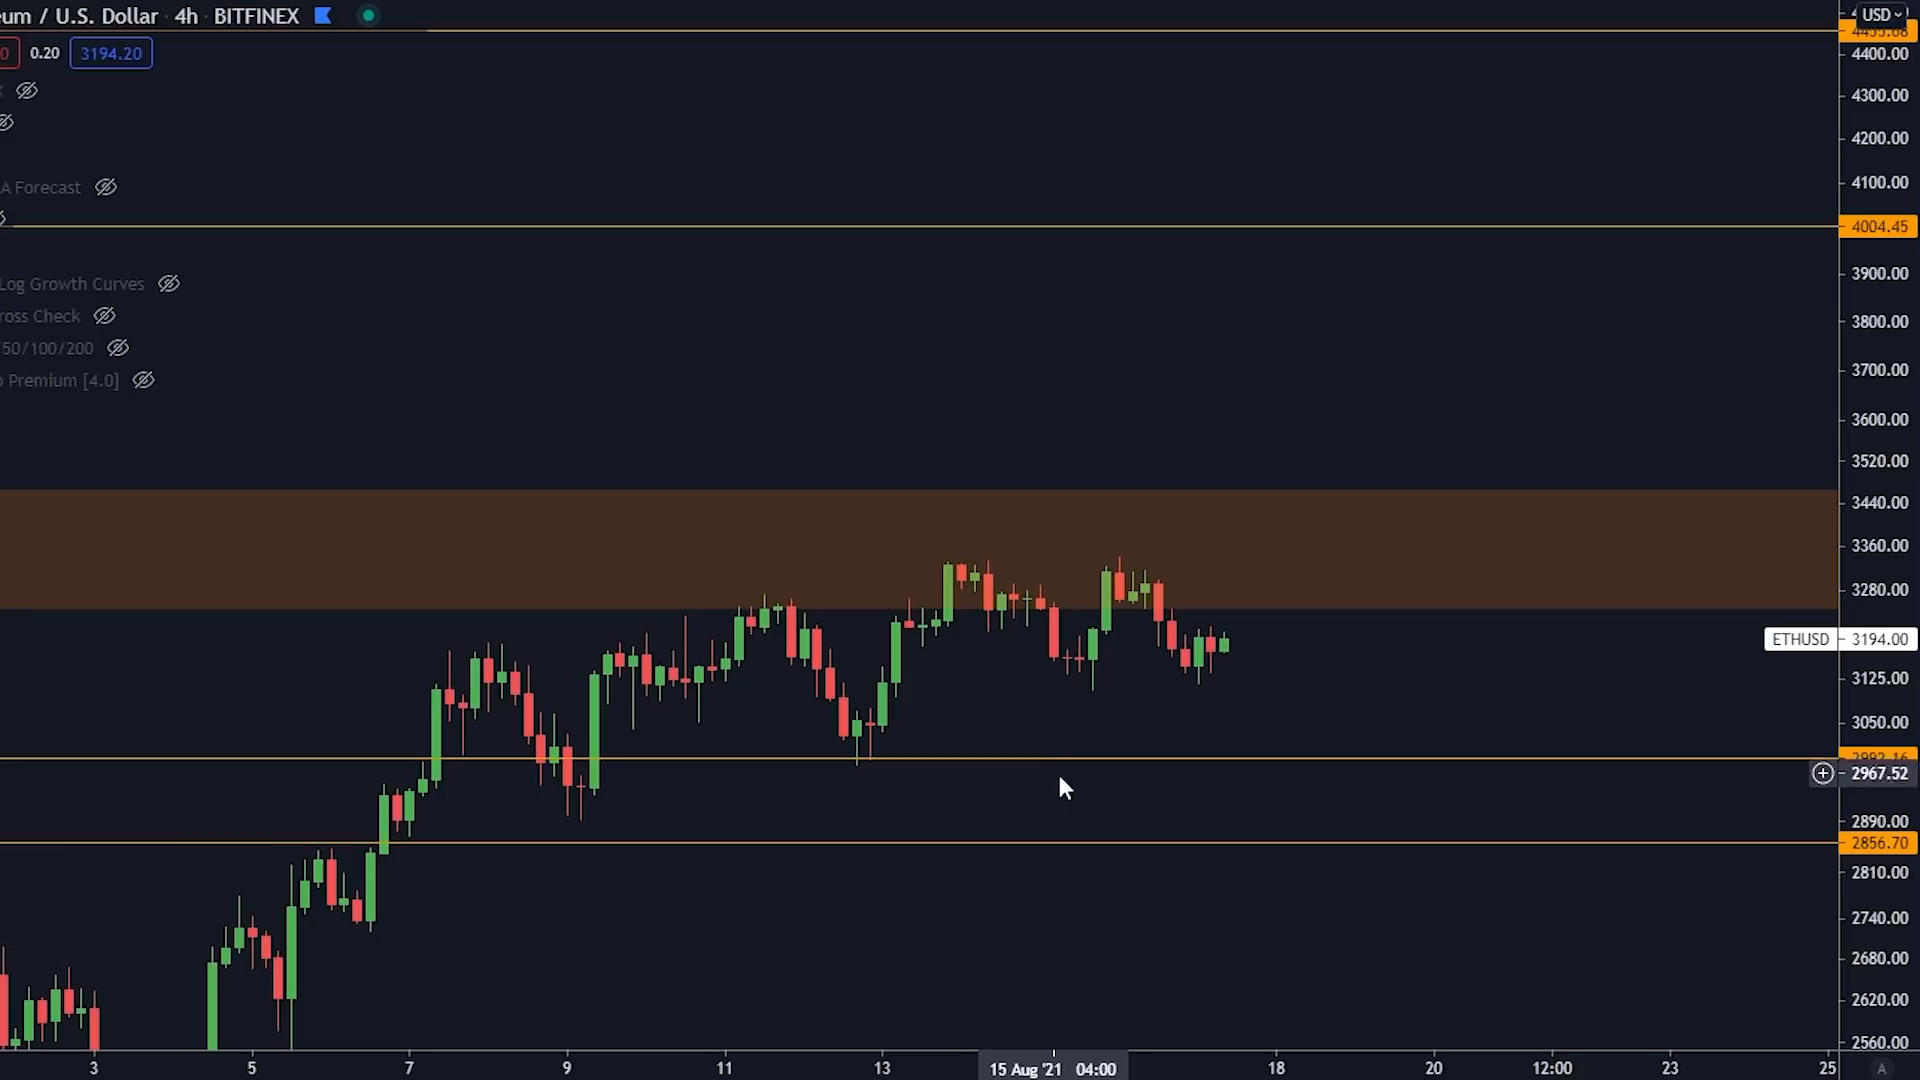 eum / U.S. Dollar · 4h · BITFINEX
0 0.20 3194.20
A Forecast
Log Growth Curves
ross Check
50/100/200
o Premium [4.0]
USD
4400.00
4300.00
4200.00
4100.00
4004.45
3900.00
3800.00
3700.00
3600.00
3520.00
3440.00
3360.00
3280.00
ETHUSD 3194.00
3125.00
3050.00
2967.52
2890.00
2856.70
2810.00
2740.00
2680.00
2620.00
2560.00
3 5 7 9 11 13 15 Aug '21 04:00 18 20 12:00 23 25 A